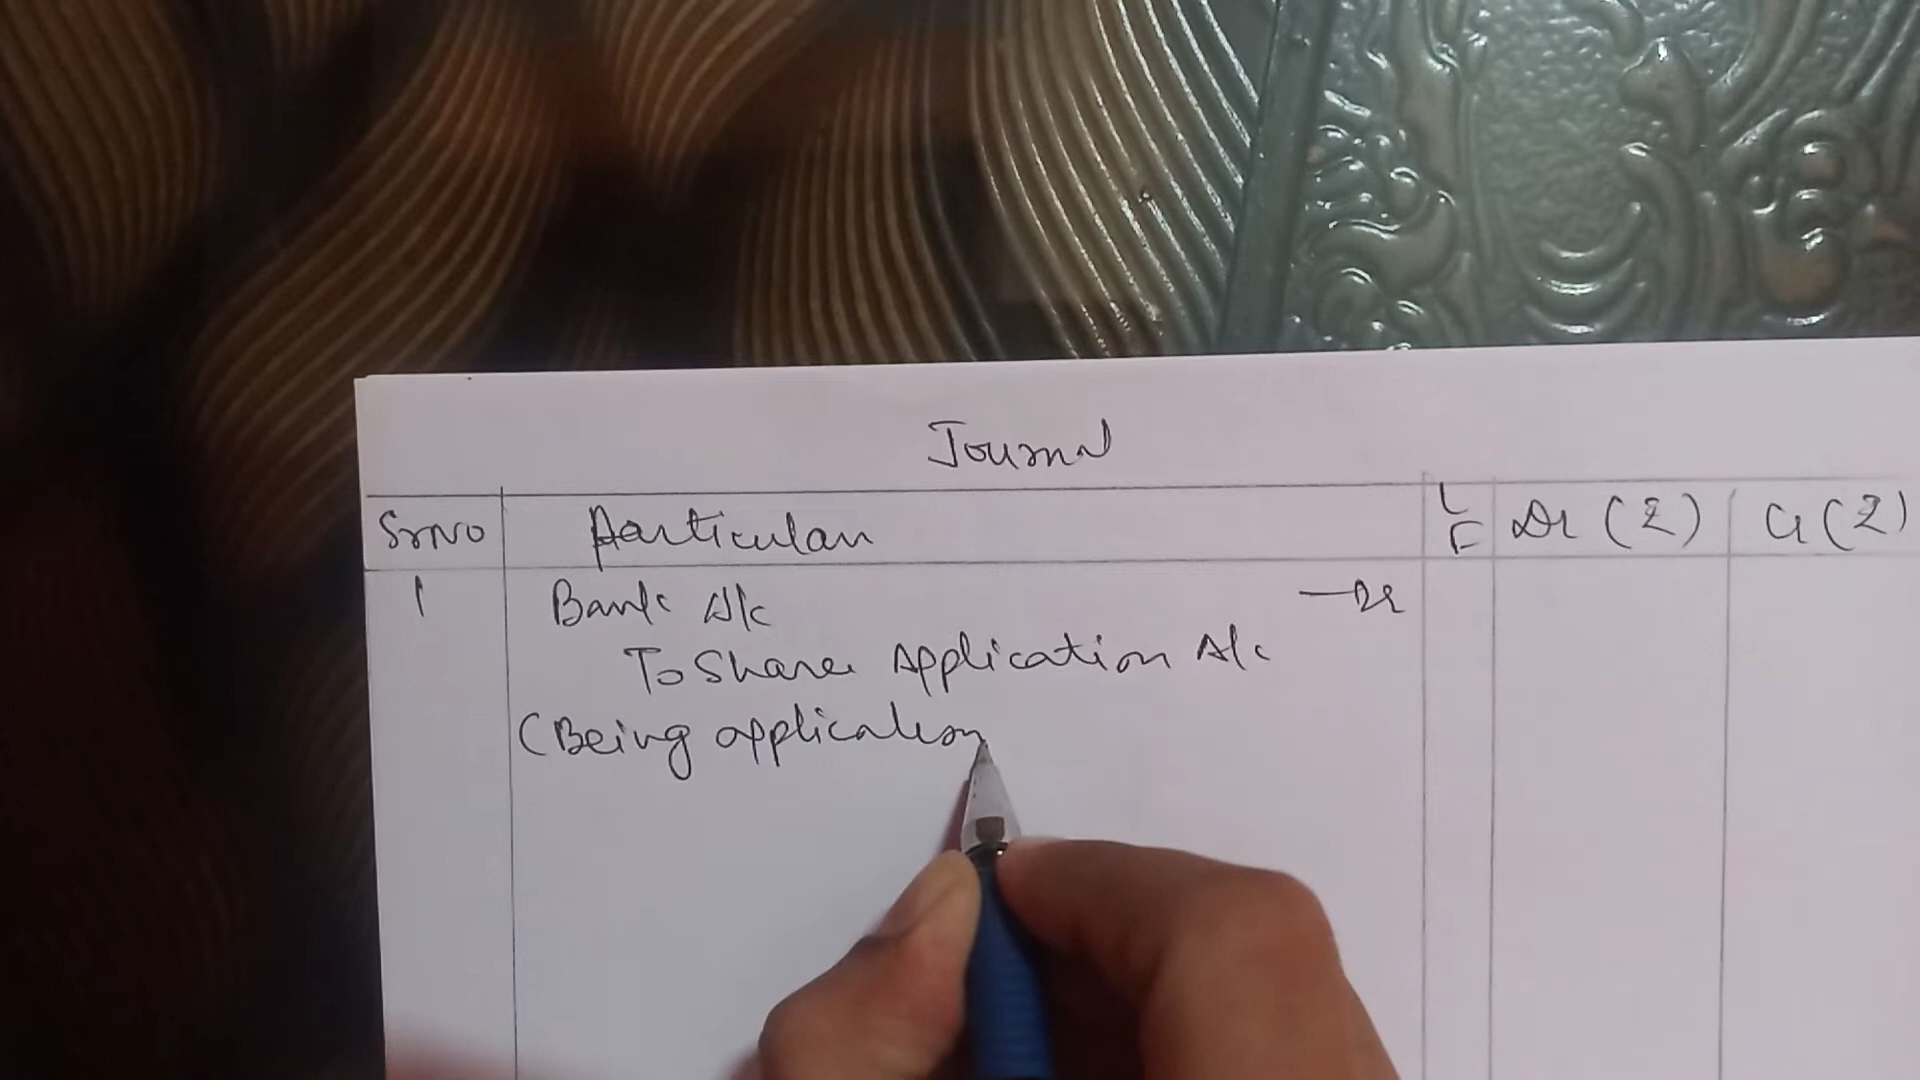 Journal
Sr No Particulars L F Dr (₹) Cr (₹)
1 Bank A/c —Dr
To Share Application A/c
(Being application